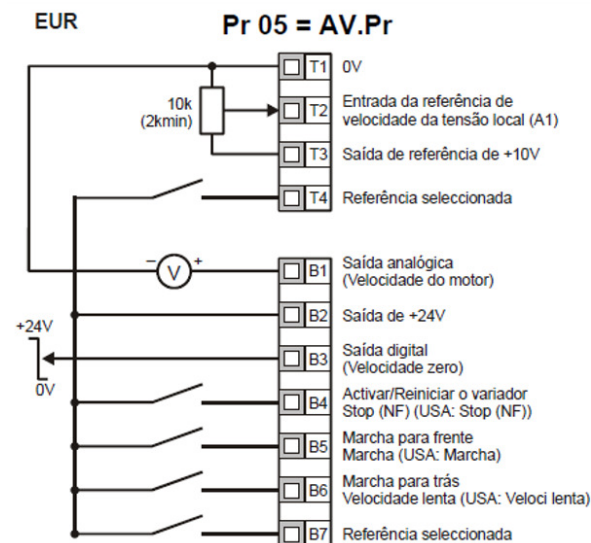 EUR
Pr 05 = AV.Pr
T1 0V
10k
(2kmin)
T2 Entrada da referência de
velocidade da tensão local (A1)
T3 Saída de referência de +10V
T4 Referência seleccionada
− V +
B1 Saída analógica
(Velocidade do motor)
B2 Saída de +24V
+24V
0V
B3 Saída digital
(Velocidade zero)
B4 Activar/Reiniciar o variador
Stop (NF) (USA: Stop (NF))
B5 Marcha para frente
Marcha (USA: Marcha)
B6 Marcha para trás
Velocidade lenta (USA: Veloci lenta)
B7 Referência seleccionada